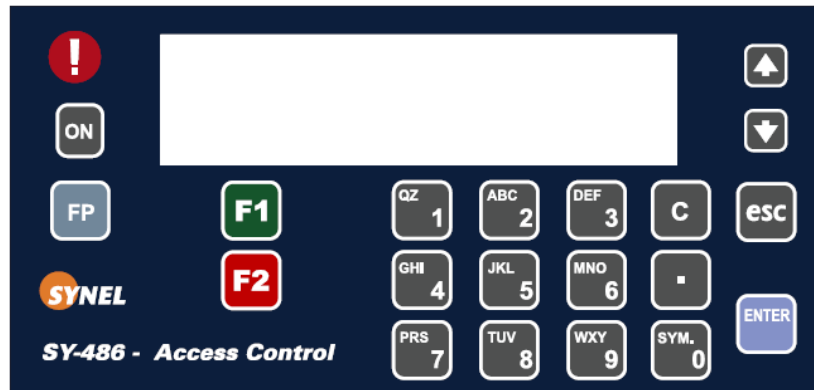 !
ON
FP
F1
QZ 1
ABC 2
DEF 3
C
esc
F2
GHI 4
JKL 5
MNO 6
.
SYNEL
ENTER
SY-486 - Access Control
PRS 7
TUV 8
WXY 9
SYM. 0